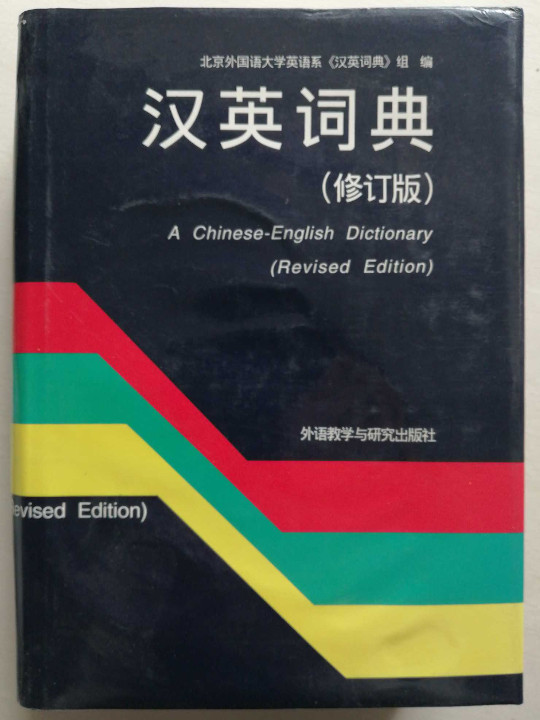 北京外国语大学英语系《汉英词典》组 编
汉英词典
(修订版)
A Chinese-English Dictionary
(Revised Edition)
外语教学与研究出版社
evised Edition)